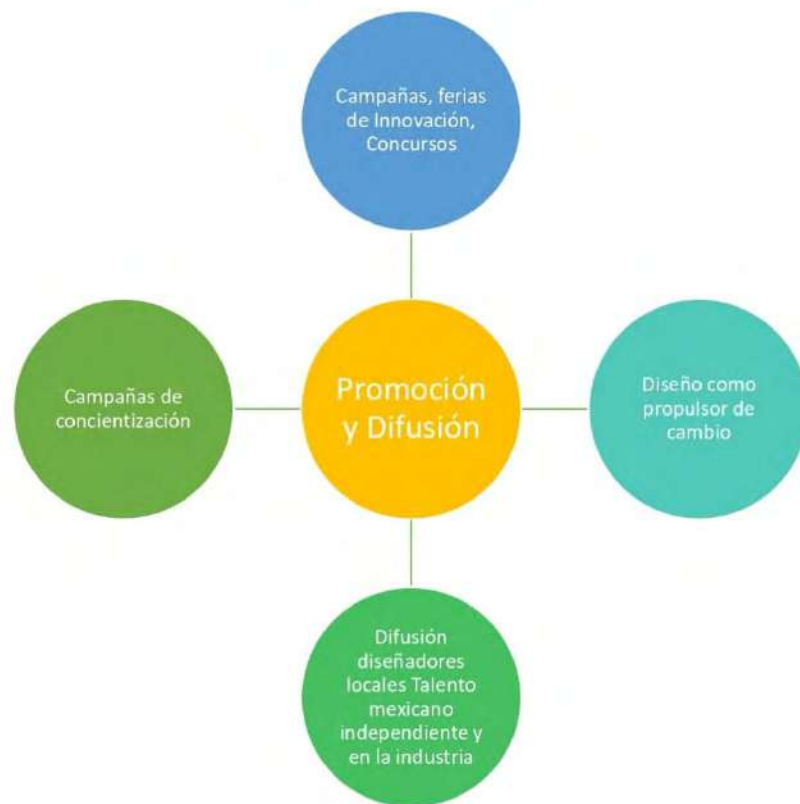 Campañas, ferias
de Innovación,
Concursos
Campañas de
concientización
Promoción
y Difusión
Diseño como
propulsor de
cambio
Difusión
diseñadores
locales Talento
mexicano
independiente y
en la industria